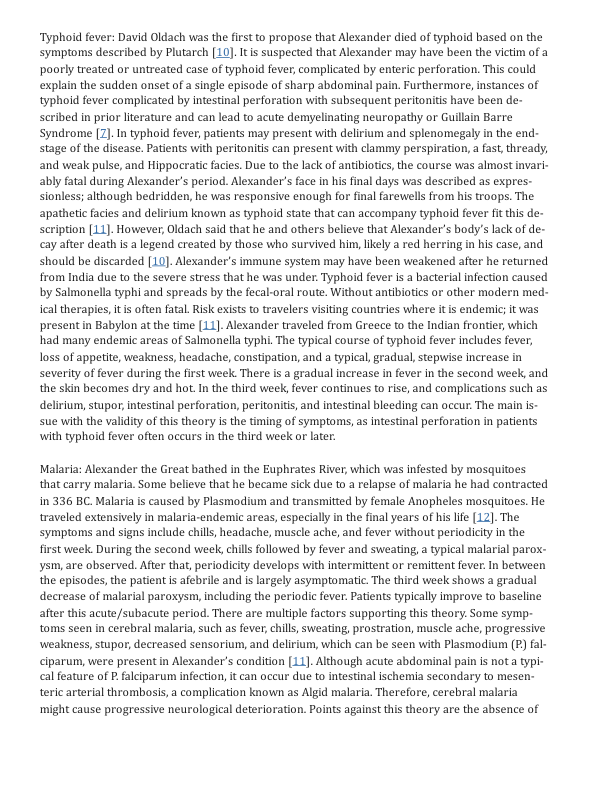 Typhoid fever: David Oldach was the first to propose that Alexander died of typhoid based on the
symptoms described by Plutarch [10]. It is suspected that Alexander may have been the victim of a
poorly treated or untreated case of typhoid fever, complicated by enteric perforation. This could
explain the sudden onset of a single episode of sharp abdominal pain. Furthermore, instances of
typhoid fever complicated by intestinal perforation with subsequent peritonitis have been de-
scribed in prior literature and can lead to acute demyelinating neuropathy or Guillain Barre
Syndrome [7]. In typhoid fever, patients may present with delirium and splenomegaly in the end-
stage of the disease. Patients with peritonitis can present with clammy perspiration, a fast, thready,
and weak pulse, and Hippocratic facies. Due to the lack of antibiotics, the course was almost invari-
ably fatal during Alexander's period. Alexander's face in his final days was described as expres-
sionless; although bedridden, he was responsive enough for final farewells from his troops. The
apathetic facies and delirium known as typhoid state that can accompany typhoid fever fit this de-
scription [11]. However, Oldach said that he and others believe that Alexander's body's lack of de-
cay after death is a legend created by those who survived him, likely a red herring in his case, and
should be discarded [10]. Alexander's immune system may have been weakened after he returned
from India due to the severe stress that he was under. Typhoid fever is a bacterial infection caused
by Salmonella typhi and spreads by the fecal-oral route. Without antibiotics or other modern med-
ical therapies, it is often fatal. Risk exists to travelers visiting countries where it is endemic; it was
present in Babylon at the time [11]. Alexander traveled from Greece to the Indian frontier, which
had many endemic areas of Salmonella typhi. The typical course of typhoid fever includes fever,
loss of appetite, weakness, headache, constipation, and a typical, gradual, stepwise increase in
severity of fever during the first week. There is a gradual increase in fever in the second week, and
the skin becomes dry and hot. In the third week, fever continues to rise, and complications such as
delirium, stupor, intestinal perforation, peritonitis, and intestinal bleeding can occur. The main is-
sue with the validity of this theory is the timing of symptoms, as intestinal perforation in patients
with typhoid fever often occurs in the third week or later.
Malaria: Alexander the Great bathed in the Euphrates River, which was infested by mosquitoes
that carry malaria. Some believe that he became sick due to a relapse of malaria he had contracted
in 336 BC. Malaria is caused by Plasmodium and transmitted by female Anopheles mosquitoes. He
traveled extensively in malaria-endemic areas, especially in the final years of his life [12]. The
symptoms and signs include chills, headache, muscle ache, and fever without periodicity in the
first week. During the second week, chills followed by fever and sweating, a typical malarial parox-
ysm, are observed. After that, periodicity develops with intermittent or remittent fever. In between
the episodes, the patient is afebrile and is largely asymptomatic. The third week shows a gradual
decrease of malarial paroxysm, including the periodic fever. Patients typically improve to baseline
after this acute/subacute period. There are multiple factors supporting this theory. Some symp-
toms seen in cerebral malaria, such as fever, chills, sweating, prostration, muscle ache, progressive
weakness, stupor, decreased sensorium, and delirium, which can be seen with Plasmodium (P.) fal-
ciparum, were present in Alexander's condition [11]. Although acute abdominal pain is not a typi-
cal feature of P. falciparum infection, it can occur due to intestinal ischemia secondary to mesen-
teric arterial thrombosis, a complication known as Algid malaria. Therefore, cerebral malaria
might cause progressive neurological deterioration. Points against this theory are the absence of